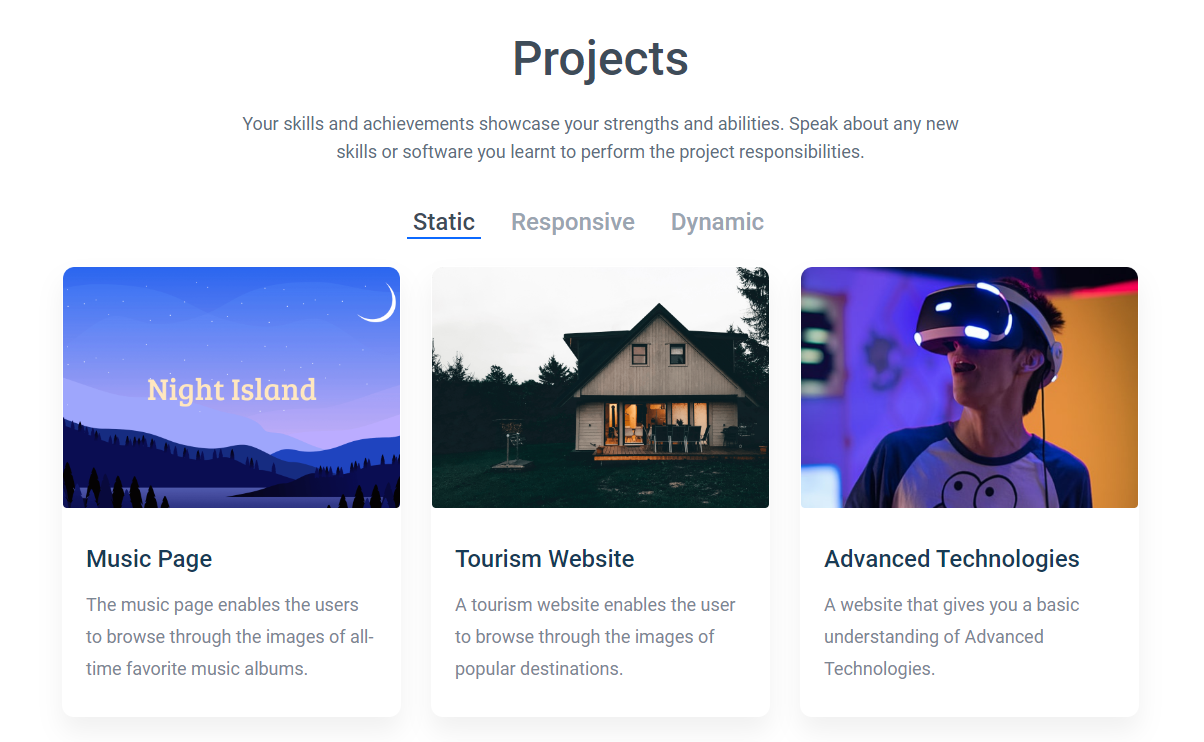 Projects
Your skills and achievements showcase your strengths and abilities. Speak about any new
skills or software you learnt to perform the project responsibilities.
Static Responsive Dynamic
Night Island
Music Page
The music page enables the users
to browse through the images of all-
time favorite music albums.
Tourism Website
A tourism website enables the user
to browse through the images of
popular destinations.
Advanced Technologies
A website that gives you a basic
understanding of Advanced
Technologies.